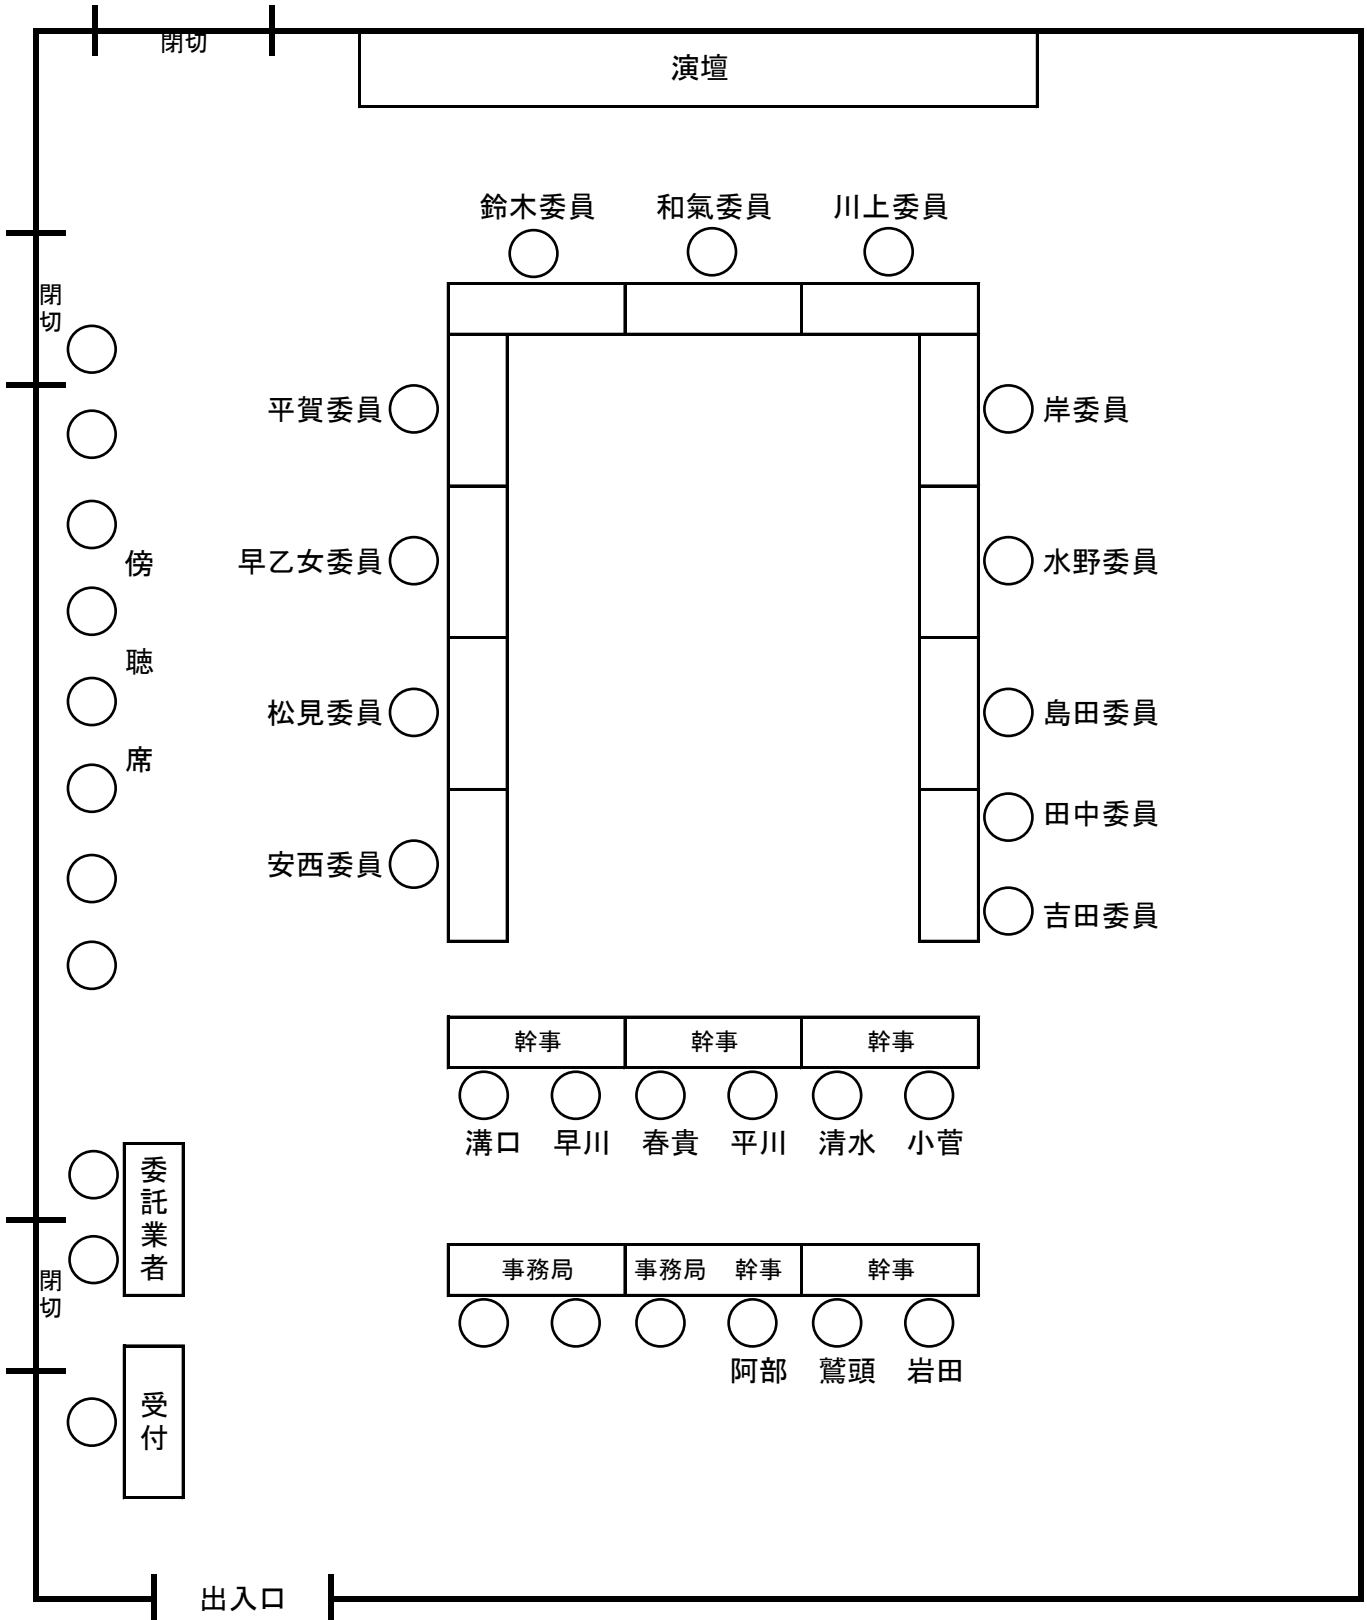 閉切
演壇
鈴木委員 和氣委員 川上委員
閉切
平賀委員 岸委員
早乙女委員 水野委員
傍聴席
松見委員 島田委員
田中委員
安西委員
吉田委員
幹事 幹事 幹事
溝口 早川 春貴 平川 清水 小菅
委託業者
閉切
事務局 事務局 幹事 幹事
阿部 鷲頭 岩田
受付
出入口